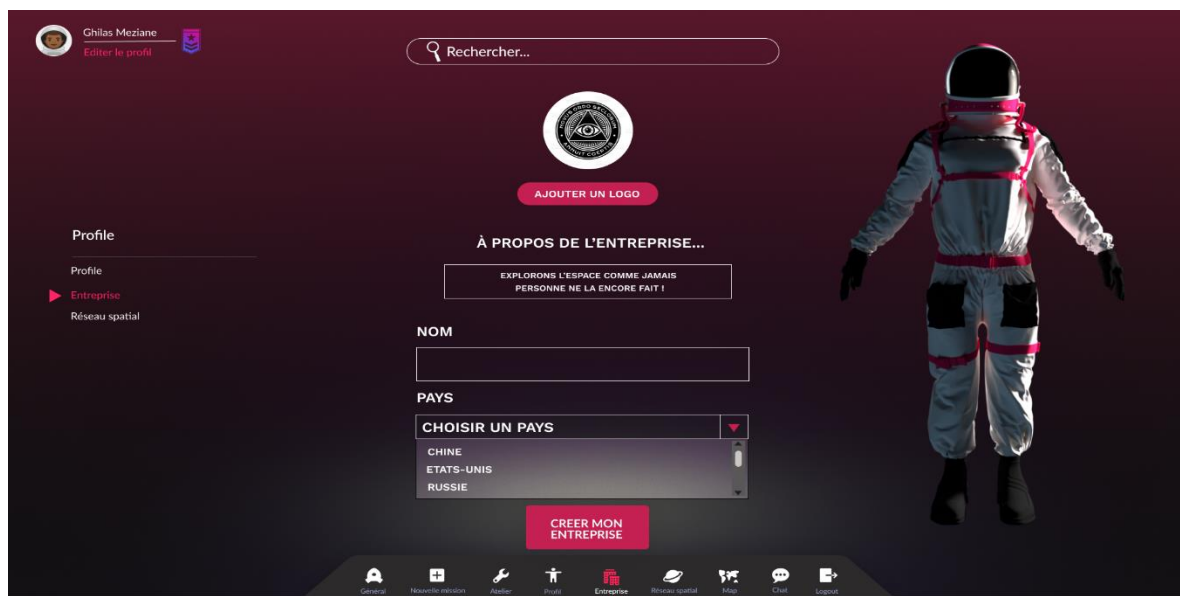 Ghilas Meziane
Editer le profil
Rechercher...
AJOUTER UN LOGO
Profile
Profile
Entreprise
Réseau spatial
À PROPOS DE L'ENTREPRISE...
EXPLORONS L'ESPACE COMME JAMAIS
PERSONNE NE LA ENCORE FAIT !
NOM
PAYS
CHOISIR UN PAYS
CHINE
ETATS-UNIS
RUSSIE
CREER MON
ENTREPRISE
Général
Nouvelle mission
Atelier
Profil
Entreprise
Réseau spatial
Map
Chat
Logout